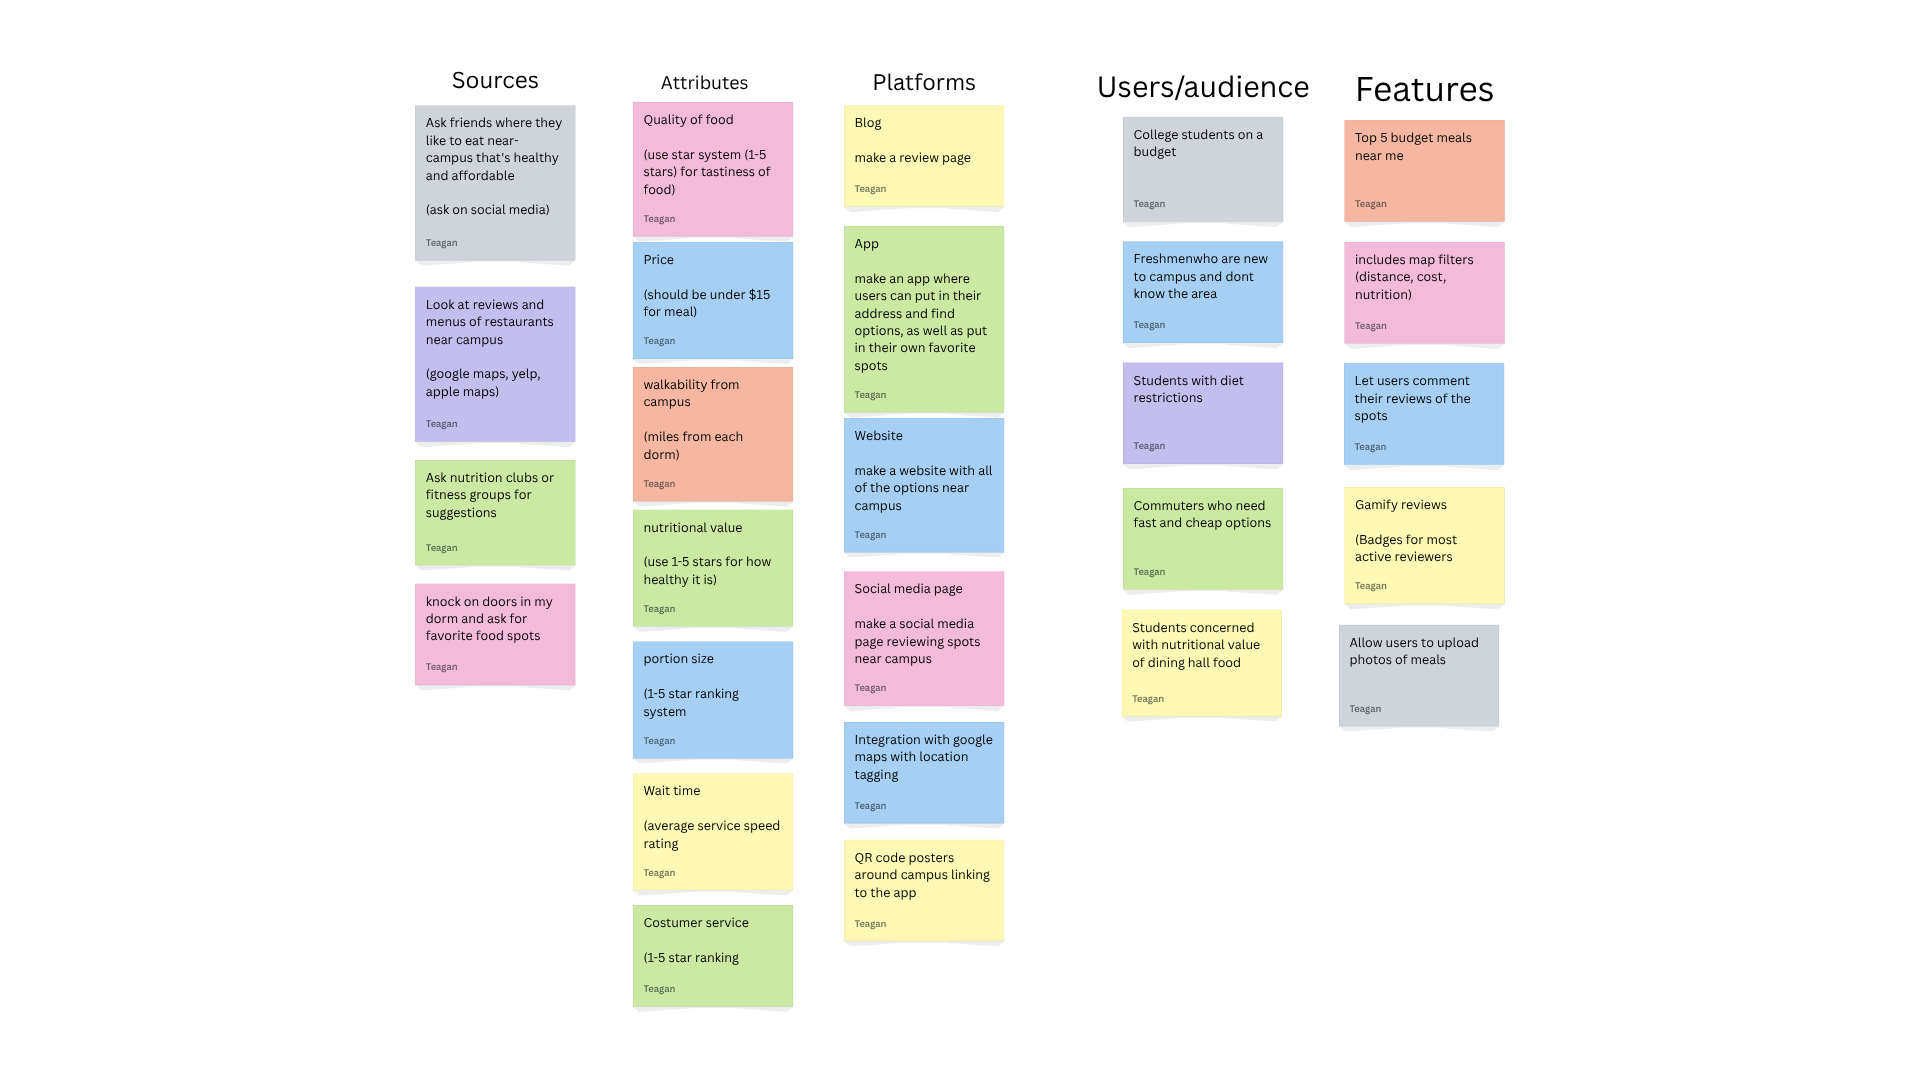 Sources
Ask friends where they
like to eat near-
campus that's healthy
and affordable
(ask on social media)
Teagan
Look at reviews and
menus of restaurants
near campus
(google maps, yelp,
apple maps)
Teagan
Ask nutrition clubs or
fitness groups for
suggestions
Teagan
knock on doors in my
dorm and ask for
favorite food spots
Teagan
Attributes
Quality of food
(use star system (1-5
stars) for tastiness of
food)
Teagan
Price
(should be under $15
for meal)
Teagan
walkability from
campus
(miles from each
dorm)
Teagan
nutritional value
(use 1-5 stars for how
healthy it is)
Teagan
portion size
(1-5 star ranking
system
Teagan
Wait time
(average service speed
rating
Teagan
Costumer service
(1-5 star ranking
Teagan
Platforms
Blog
make a review page
Teagan
App
make an app where
users can put in their
address and find
options, as well as put
in their own favorite
spots
Teagan
Website
make a website with all
of the options near
campus
Teagan
Social media page
make a social media
page reviewing spots
near campus
Teagan
Integration with google
maps with location
tagging
Teagan
QR code posters
around campus linking
to the app
Teagan
Users/audience
College students on a
budget
Teagan
Freshmenwho are new
to campus and dont
know the area
Teagan
Students with diet
restrictions
Teagan
Commuters who need
fast and cheap options
Teagan
Students concerned
with nutritional value
of dining hall food
Teagan
Features
Top 5 budget meals
near me
Teagan
includes map filters
(distance, cost,
nutrition)
Teagan
Let users comment
their reviews of the
spots
Teagan
Gamify reviews
(Badges for most
active reviewers
Teagan
Allow users to upload
photos of meals
Teagan